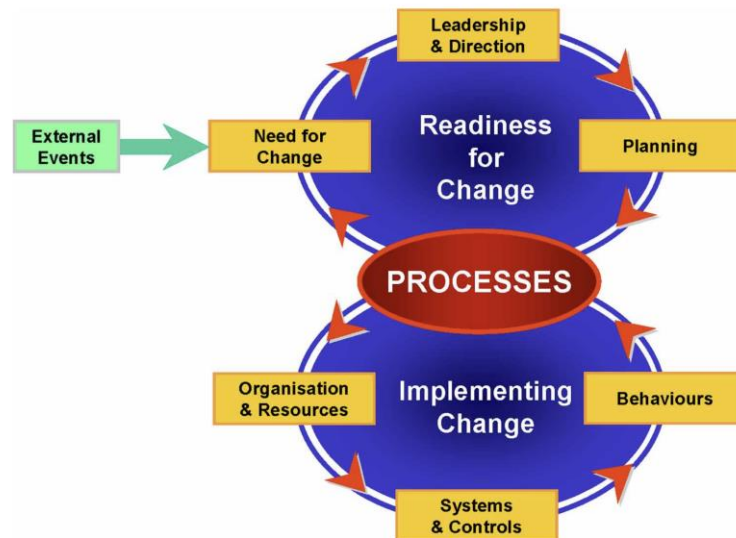 Leadership
& Direction
External
Events
Need for
Change
Readiness
for
Change
Planning
PROCESSES
Organisation
& Resources
Implementing
Change
Behaviours
Systems
& Controls